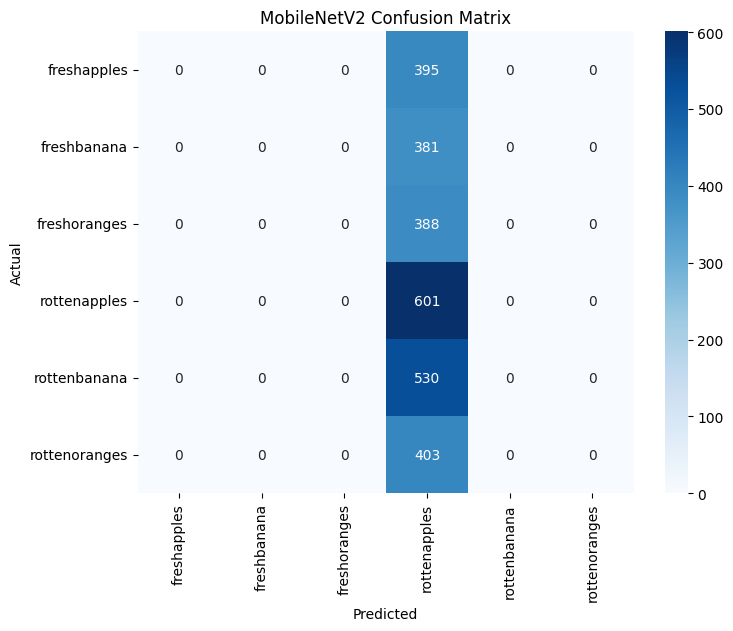 MobileNetV2 Confusion Matrix
freshapples 0 0 0 395 0 0
freshbanana 0 0 0 381 0 0
freshoranges 0 0 0 388 0 0
rottenapples 0 0 0 601 0 0
rottenbanana 0 0 0 530 0 0
rottenoranges 0 0 0 403 0 0
Actual
freshapples
freshbanana
freshoranges
rottenapples
rottenbanana
rottenoranges
Predicted
600
500
400
300
200
100
0